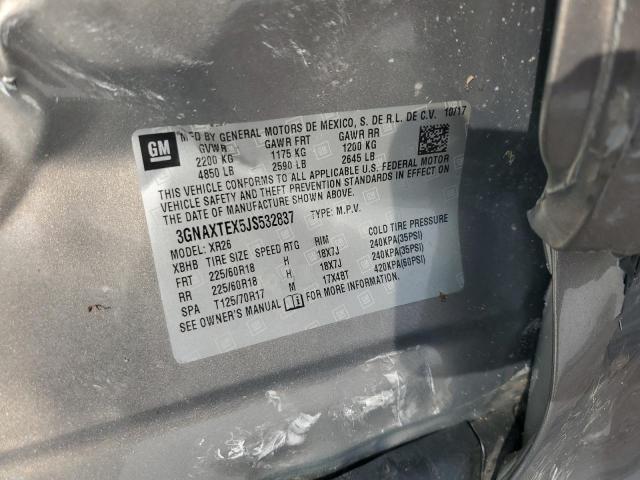 GM
MFD BY GENERAL MOTORS DE MEXICO, S. DE R.L. DE C.V. 10/17
GVWR GAWR FRT GAWR RR
2200 KG 1175 KG 1200 KG
4850 LB 2590 LB 2645 LB
THIS VEHICLE CONFORMS TO ALL APPLICABLE U.S. FEDERAL MOTOR
VEHICLE SAFETY AND THEFT PREVENTION STANDARDS IN EFFECT ON
THE DATE OF MANUFACTURE SHOWN ABOVE.
3GNAXTEX5JS532837 TYPE: M.P.V.
MODEL: XR26
XBHB TIRE SIZE SPEED RTG RIM COLD TIRE PRESSURE
FRT 225/60R18 H 18X7J 240KPA(35PSI)
RR 225/60R18 H 18X7J 240KPA(35PSI)
SPA T125/70R17 M 17X4BT 420KPA(60PSI)
SEE OWNER'S MANUAL FOR MORE INFORMATION.